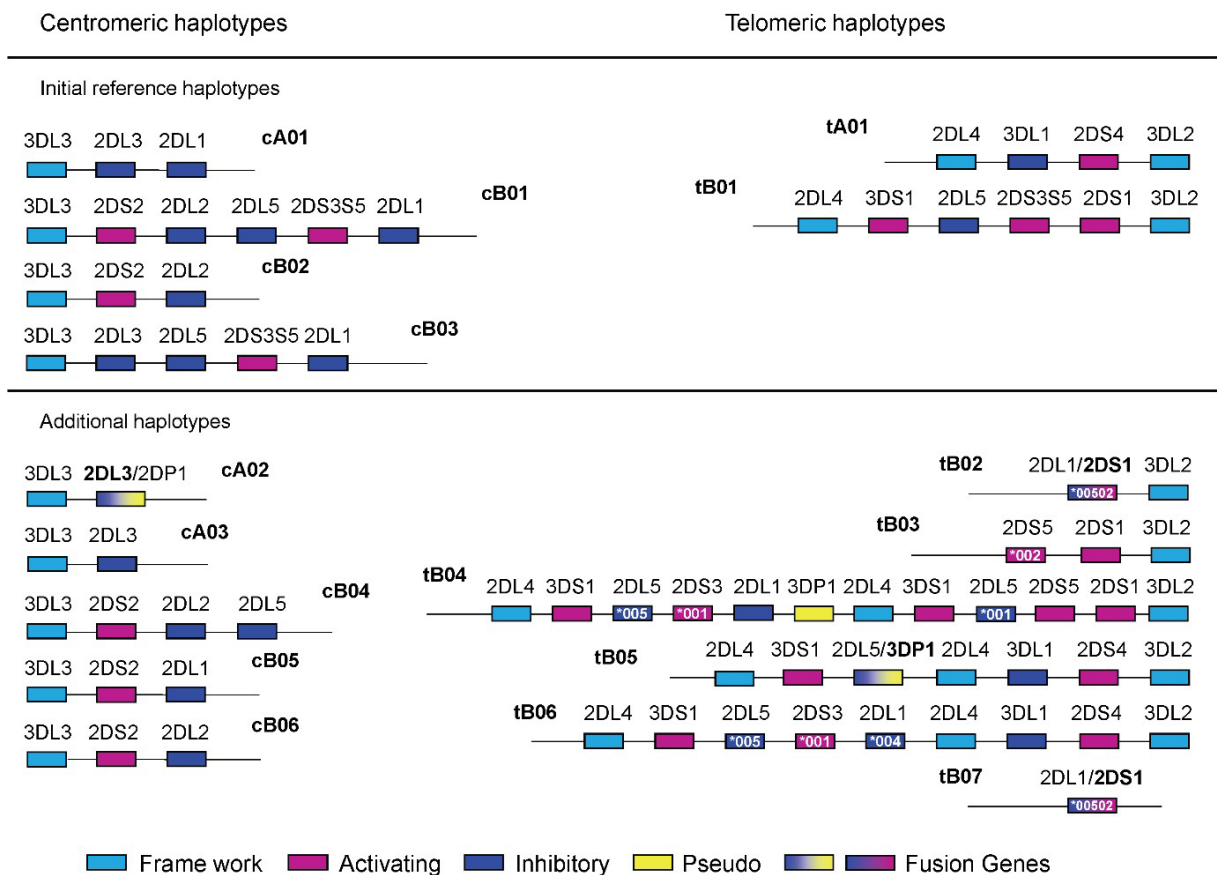 Centromeric haplotypes Telomeric haplotypes
Initial reference haplotypes
3DL3 2DL3 2DL1 cA01
3DL3 2DS2 2DL2 2DL5 2DS3S5 2DL1 cB01
3DL3 2DS2 2DL2 cB02
3DL3 2DL3 2DL5 2DS3S5 2DL1 cB03
tA01 2DL4 3DL1 2DS4 3DL2
tB01 2DL4 3DS1 2DL5 2DS3S5 2DS1 3DL2
Additional haplotypes
3DL3 2DL3/2DP1 cA02
3DL3 2DL3 cA03
3DL3 2DS2 2DL2 2DL5 cB04
3DL3 2DS2 2DL1 cB05
3DL3 2DS2 2DL2 cB06
tB02 2DL1/2DS1 3DL2
*00502
tB03 2DS5 2DS1 3DL2
*002
tB04 2DL4 3DS1 2DL5 2DS3 2DL1 3DP1 2DL4 3DS1 2DL5 2DS5 2DS1 3DL2
*005 *001 *001
tB05 2DL4 3DS1 2DL5/3DP1 2DL4 3DL1 2DS4 3DL2
tB06 2DL4 3DS1 2DL5 2DS3 2DL1 2DL4 3DL1 2DS4 3DL2
*005 *001 *004
tB07 2DL1/2DS1
*00502
Frame work Activating Inhibitory Pseudo Fusion Genes